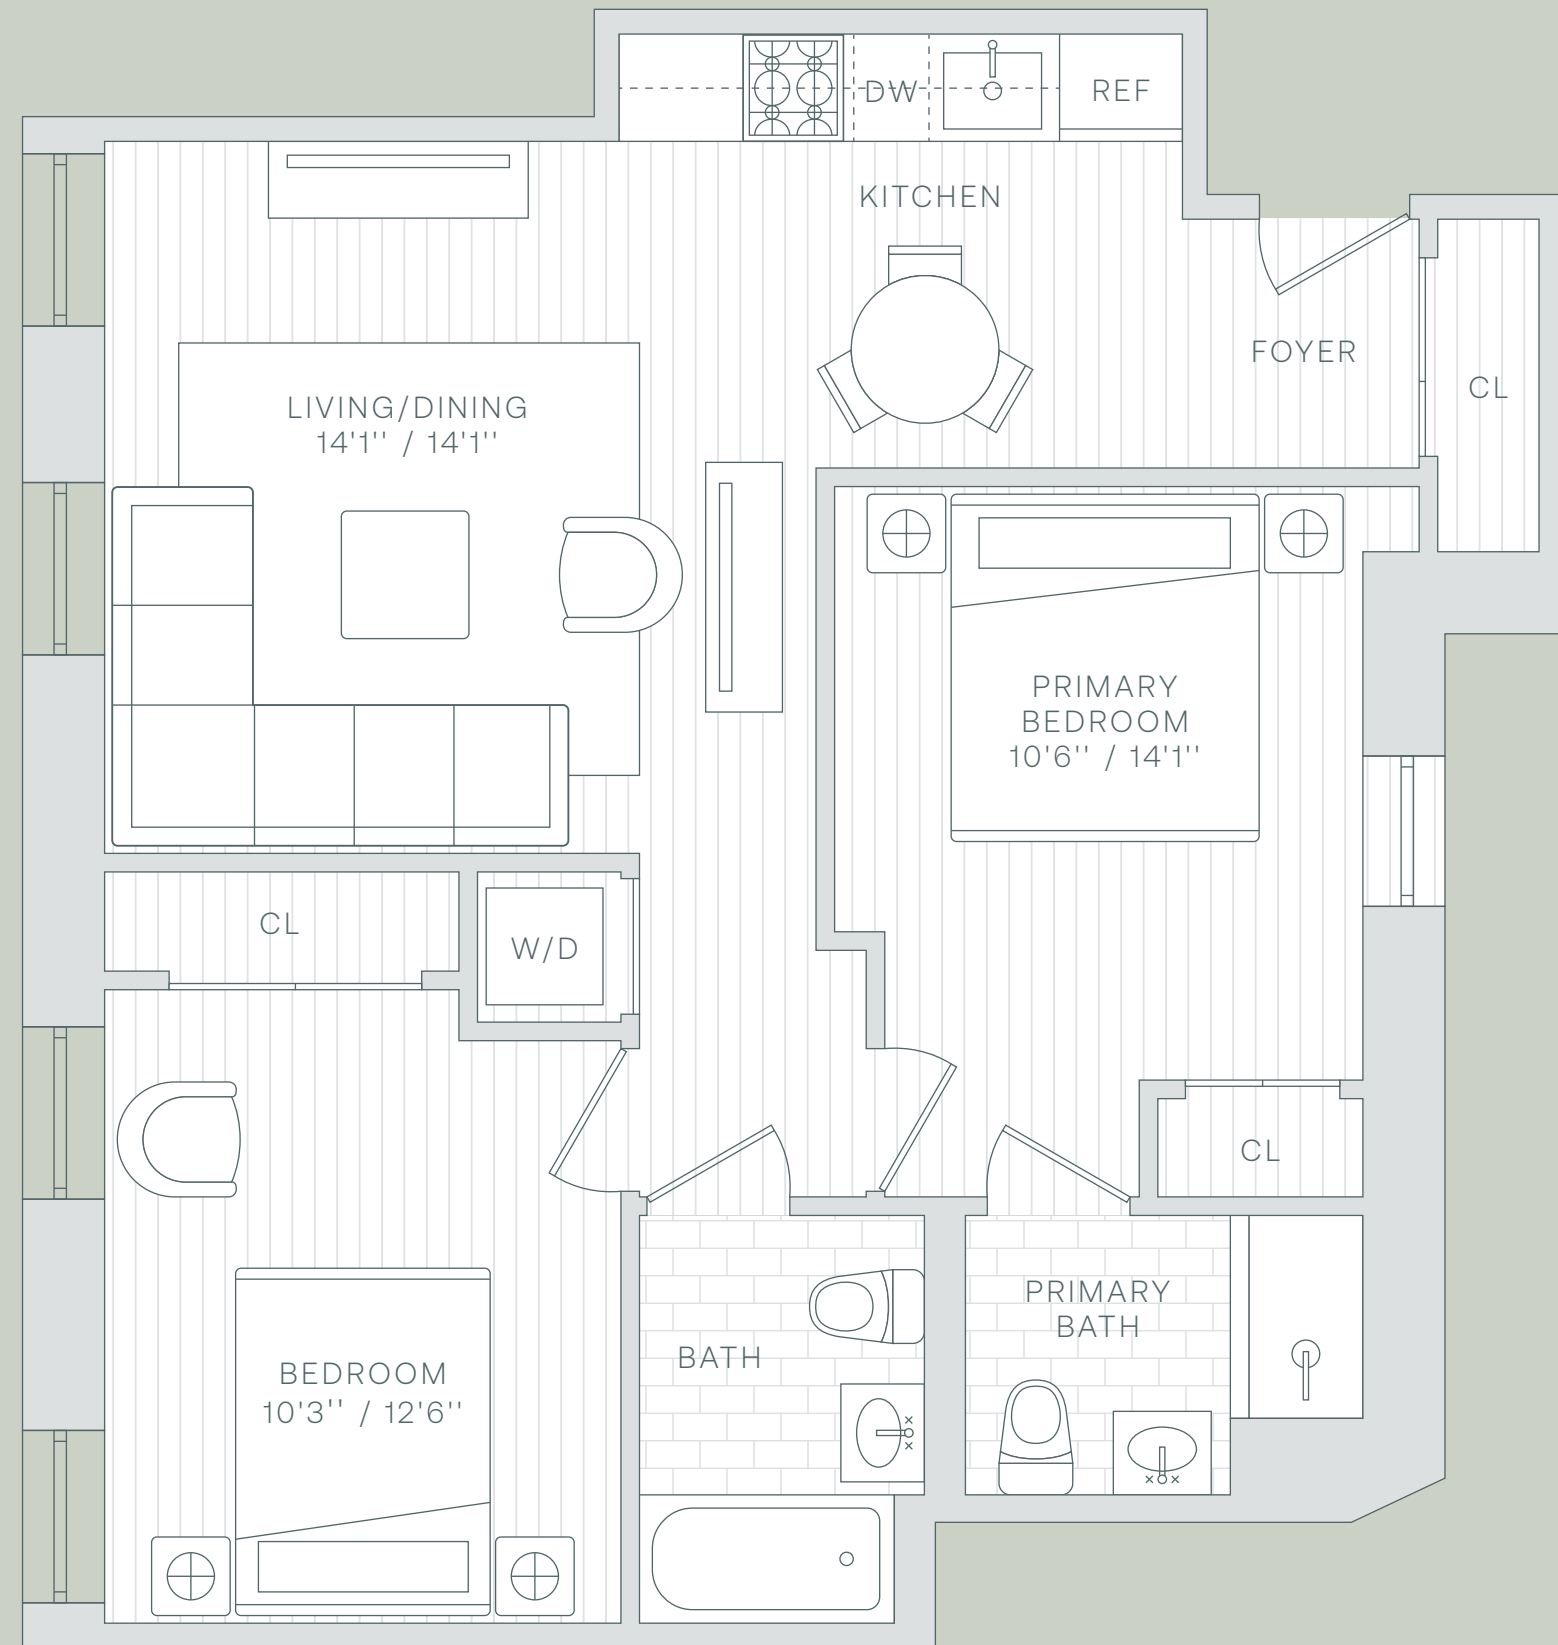 DW
REF
KITCHEN
FOYER
CL
LIVING/DINING
14'1'' / 14'1''
PRIMARY
BEDROOM
10'6'' / 14'1''
CL
W/D
CL
PRIMARY
BATH
BATH
BEDROOM
10'3'' / 12'6''